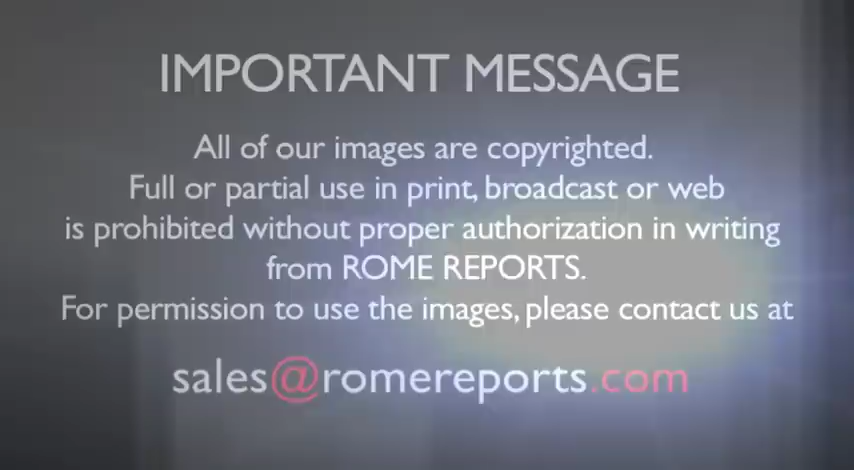 IMPORTANT MESSAGE
All of our images are copyrighted.
Full or partial use in print, broadcast or web
is prohibited without proper authorization in writing
from ROME REPORTS.
For permission to use the images, please contact us at
sales@romereports.com